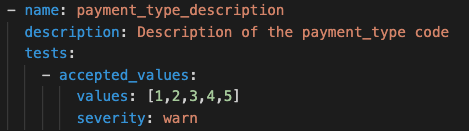 - name: payment_type_description
description: Description of the payment_type code
tests:
- accepted_values:
values: [1,2,3,4,5]
severity: warn